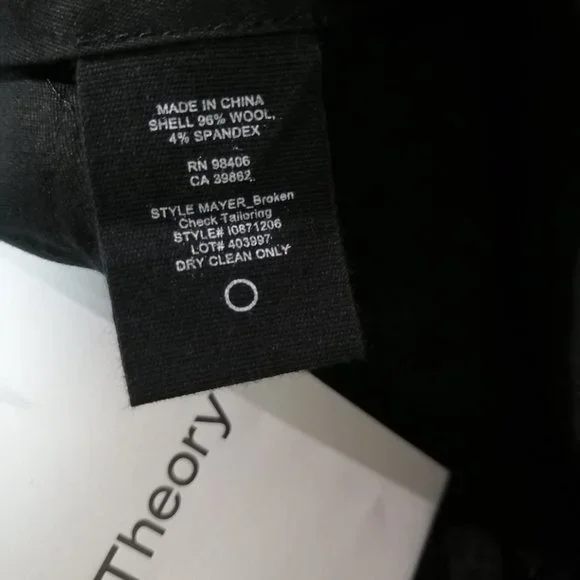 MADE IN CHINA
SHELL 96% WOOL,
4% SPANDEX
RN 98406
CA 39862
STYLE MAYER_Broken
Check Tailoring
STYLE# I0871206
LOT# 403997
DRY CLEAN ONLY
Theory